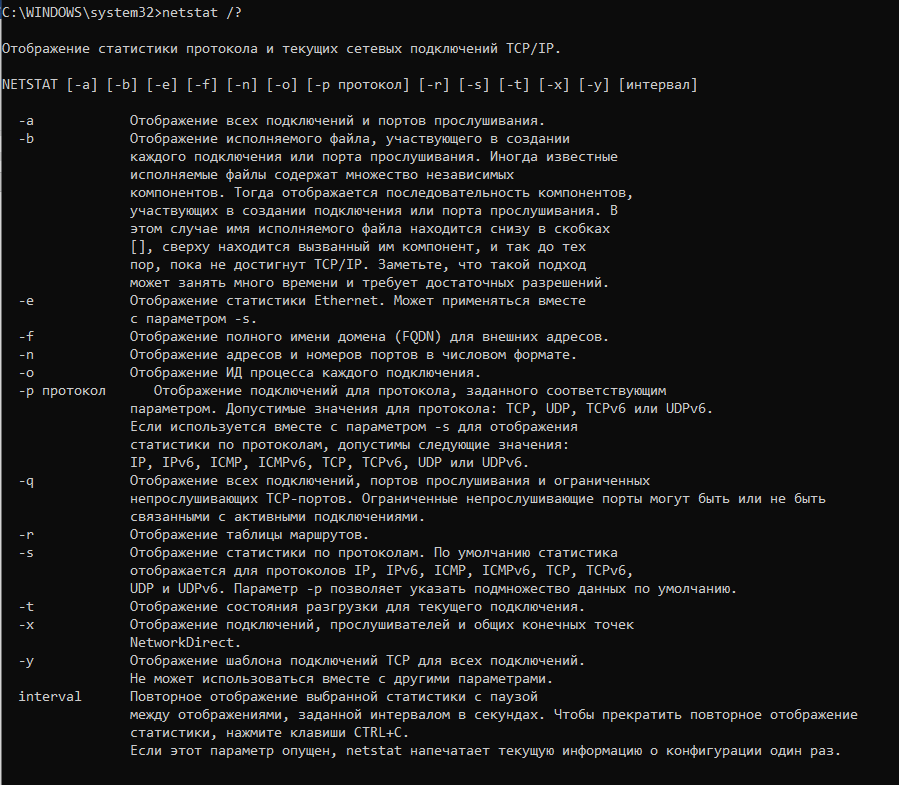 C:\WINDOWS\system32>netstat /?
Отображение статистики протокола и текущих сетевых подключений TCP/IP.
NETSTAT [-a] [-b] [-e] [-f] [-n] [-o] [-p протокол] [-r] [-s] [-t] [-x] [-y] [интервал]
-a Отображение всех подключений и портов прослушивания.
-b Отображение исполняемого файла, участвующего в создании
каждого подключения или порта прослушивания. Иногда известные
исполняемые файлы содержат множество независимых
компонентов. Тогда отображается последовательность компонентов,
участвующих в создании подключения или порта прослушивания. В
этом случае имя исполняемого файла находится снизу в скобках
[], сверху находится вызванный им компонент, и так до тех
пор, пока не достигнут TCP/IP. Заметьте, что такой подход
может занять много времени и требует достаточных разрешений.
-e Отображение статистики Ethernet. Может применяться вместе
с параметром -s.
-f Отображение полного имени домена (FQDN) для внешних адресов.
-n Отображение адресов и номеров портов в числовом формате.
-o Отображение ИД процесса каждого подключения.
-p протокол Отображение подключений для протокола, заданного соответствующим
параметром. Допустимые значения для протокола: TCP, UDP, TCPv6 или UDPv6.
Если используется вместе с параметром -s для отображения
статистики по протоколам, допустимы следующие значения:
IP, IPv6, ICMP, ICMPv6, TCP, TCPv6, UDP или UDPv6.
-q Отображение всех подключений, портов прослушивания и ограниченных
непрослушивающих TCP-портов. Ограниченные непрослушивающие порты могут быть или не быть
связанными с активными подключениями.
-r Отображение таблицы маршрутов.
-s Отображение статистики по протоколам. По умолчанию статистика
отображается для протоколов IP, IPv6, ICMP, ICMPv6, TCP, TCPv6,
UDP и UDPv6. Параметр -p позволяет указать подмножество данных по умолчанию.
-t Отображение состояния разгрузки для текущего подключения.
-x Отображение подключений, прослушивателей и общих конечных точек
NetworkDirect.
-y Отображение шаблона подключений TCP для всех подключений.
Не может использоваться вместе с другими параметрами.
interval Повторное отображение выбранной статистики с паузой
между отображениями, заданной интервалом в секундах. Чтобы прекратить повторное отображение
статистики, нажмите клавиши CTRL+C.
Если этот параметр опущен, netstat напечатает текущую информацию о конфигурации один раз.